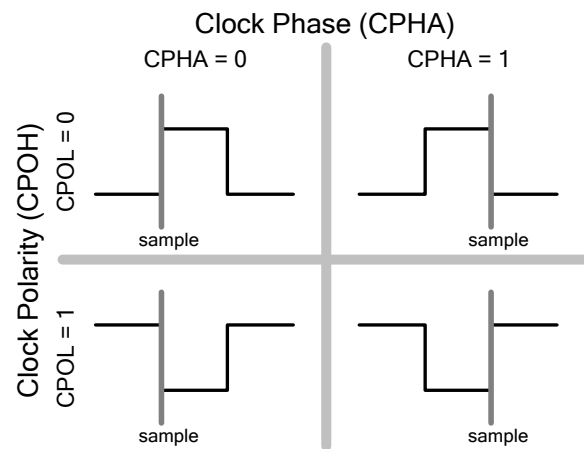 Clock Phase (CPHA)
CPHA = 0
CPHA = 1
Clock Polarity (CPOH)
CPOL = 0
sample
sample
CPOL = 1
sample
sample